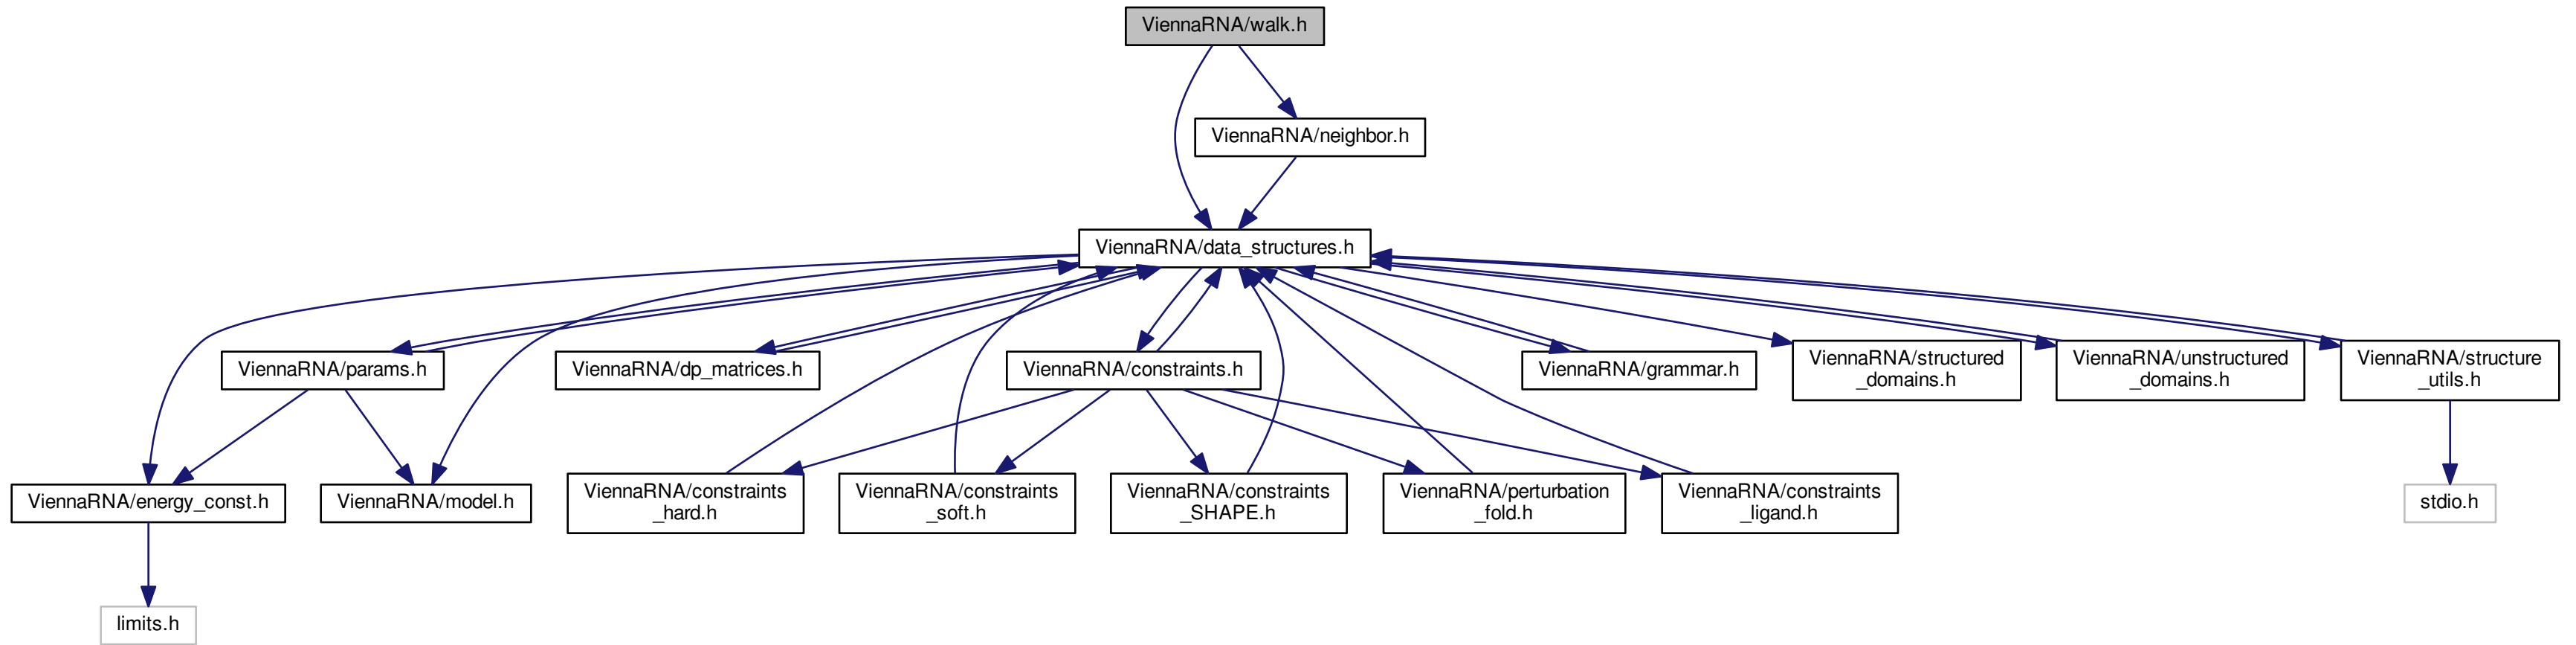 ViennaRNA/walk.h
ViennaRNA/neighbor.h
ViennaRNA/data_structures.h
ViennaRNA/params.h
ViennaRNA/dp_matrices.h
ViennaRNA/constraints.h
ViennaRNA/grammar.h
ViennaRNA/structured
_domains.h
ViennaRNA/unstructured
_domains.h
ViennaRNA/structure
_utils.h
ViennaRNA/energy_const.h
ViennaRNA/model.h
ViennaRNA/constraints
_hard.h
ViennaRNA/constraints
_soft.h
ViennaRNA/constraints
_SHAPE.h
ViennaRNA/perturbation
_fold.h
ViennaRNA/constraints
_ligand.h
stdio.h
limits.h